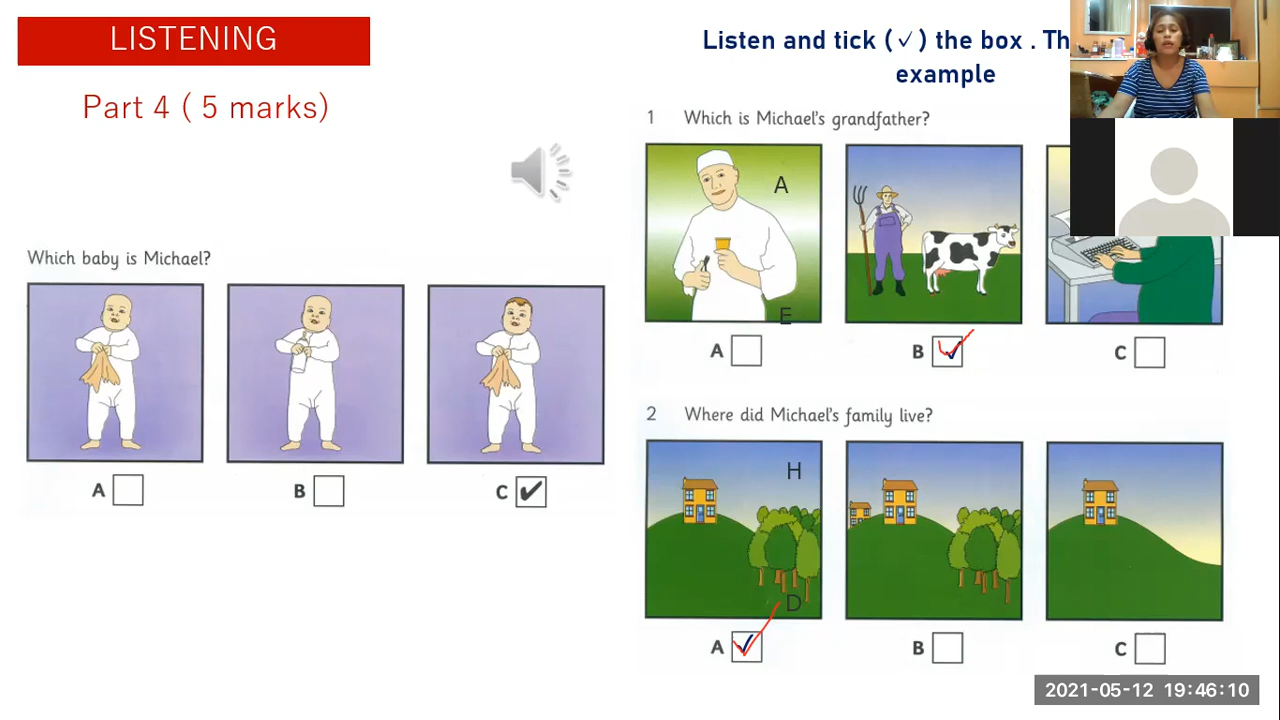 LISTENING
Part 4 ( 5 marks)
Listen and tick (✓) the box . Th
example
Which baby is Michael?
A
B
C
1 Which is Michael's grandfather?
A
E
A
B
C
2 Where did Michael's family live?
H
D
A
B
C
2021-05-12 19:46:10